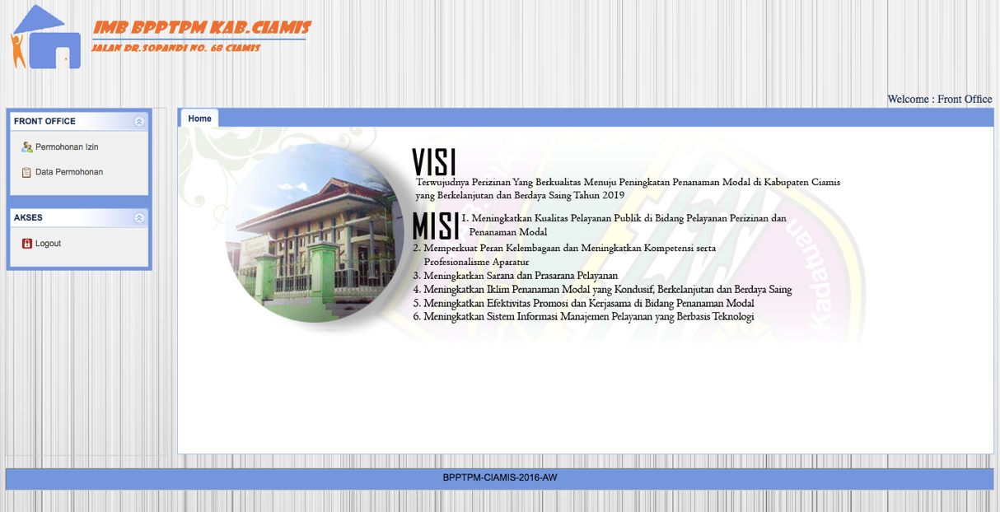 IMB BPPTPM KAB.CIAMIS
JALAN DR.SOPANDI NO. 68 CIAMIS
Welcome : Front Office
FRONT OFFICE
Permohonan Izin
Data Permohonan
AKSES
Logout
Home
VISI
Terwujudnya Perizinan Yang Berkualitas Menuju Peningkatan Penanaman Modal di Kabupaten Ciamis
yang Berkelanjutan dan Berdaya Saing Tahun 2019
MISI
1. Meningkatkan Kualitas Pelayanan Publik di Bidang Pelayanan Perizinan dan
Penanaman Modal
2. Memperkuat Peran Kelembagaan dan Meningkatkan Kompetensi serta
Profesionalisme Aparatur
3. Meningkatkan Sarana dan Prasarana Pelayanan
4. Meningkatkan Iklim Penanaman Modal yang Kondusif, Berkelanjutan dan Berdaya Saing
5. Meningkatkan Efektivitas Promosi dan Kerjasama di Bidang Penanaman Modal
6. Meningkatkan Sistem Informasi Manajemen Pelayanan yang Berbasis Teknologi
BPPTPM-CIAMIS-2016-AW